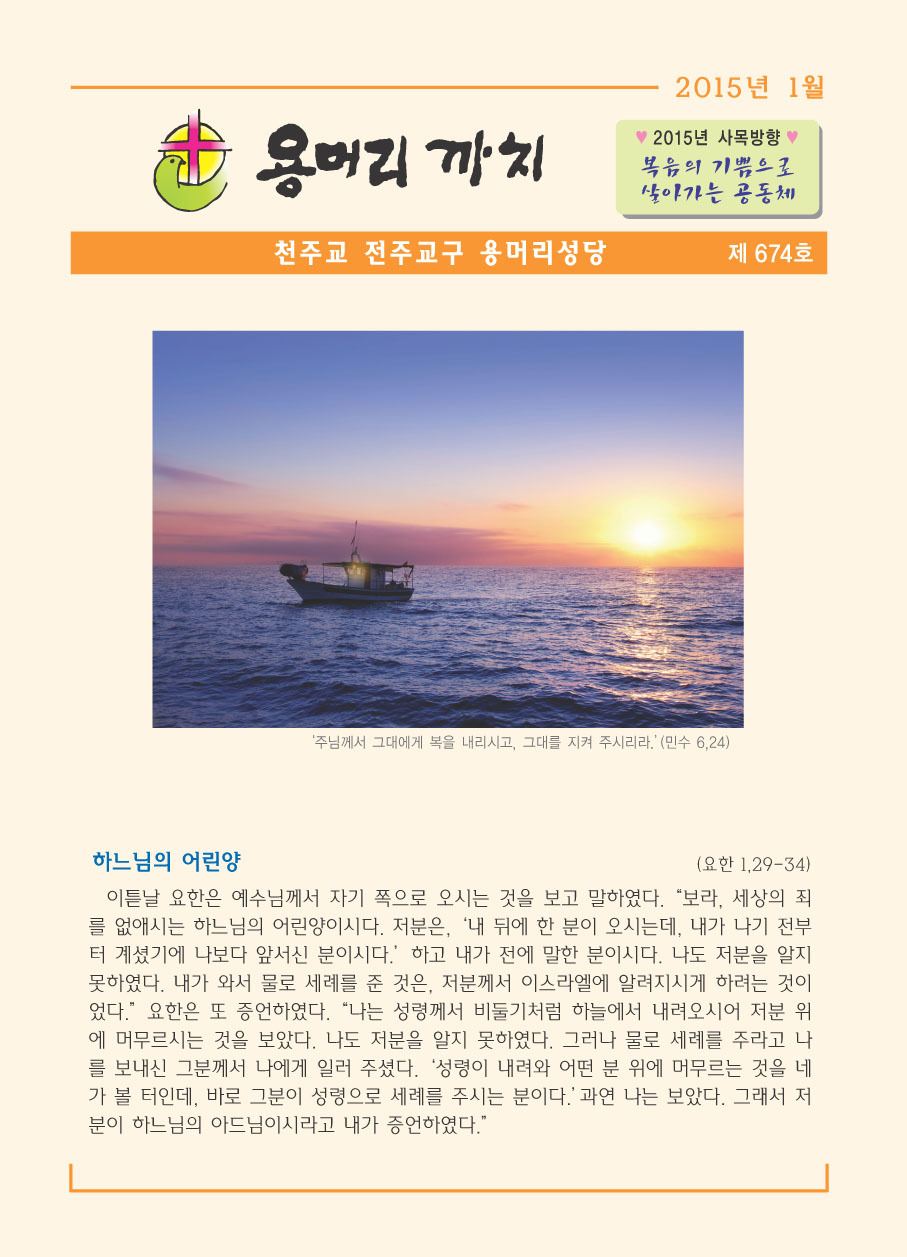 2015년 1월
용머리 까치
♥ 2015년 사목방향 ♥
복음의 기쁨으로
살아가는 공동체
천주교 전주교구 용머리성당
제 674호
'주님께서 그대에게 복을 내리시고, 그대를 지켜 주시리라.' (민수 6,24)
하느님의 어린양
(요한 1,29-34)
이튿날 요한은 예수님께서 자기 쪽으로 오시는 것을 보고 말하였다. “보라, 세상의 죄
를 없애시는 하느님의 어린양이시다. 저분은, ‘내 뒤에 한 분이 오시는데, 내가 나기 전부
터 계셨기에 나보다 앞서신 분이시다.’ 하고 내가 전에 말한 분이시다. 나도 저분을 알지
못하였다. 내가 와서 물로 세례를 준 것은, 저분께서 이스라엘에 알려지시게 하려는 것이
었다.” 요한은 또 증언하였다. “나는 성령께서 비둘기처럼 하늘에서 내려오시어 저분 위
에 머무르시는 것을 보았다. 나도 저분을 알지 못하였다. 그러나 물로 세례를 주라고 나
를 보내신 그분께서 나에게 일러 주셨다. ‘성령이 내려와 어떤 분 위에 머무르는 것을 네
가 볼 터인데, 바로 그분이 성령으로 세례를 주시는 분이다.’ 과연 나는 보았다. 그래서 저
분이 하느님의 아드님이시라고 내가 증언하였다.”